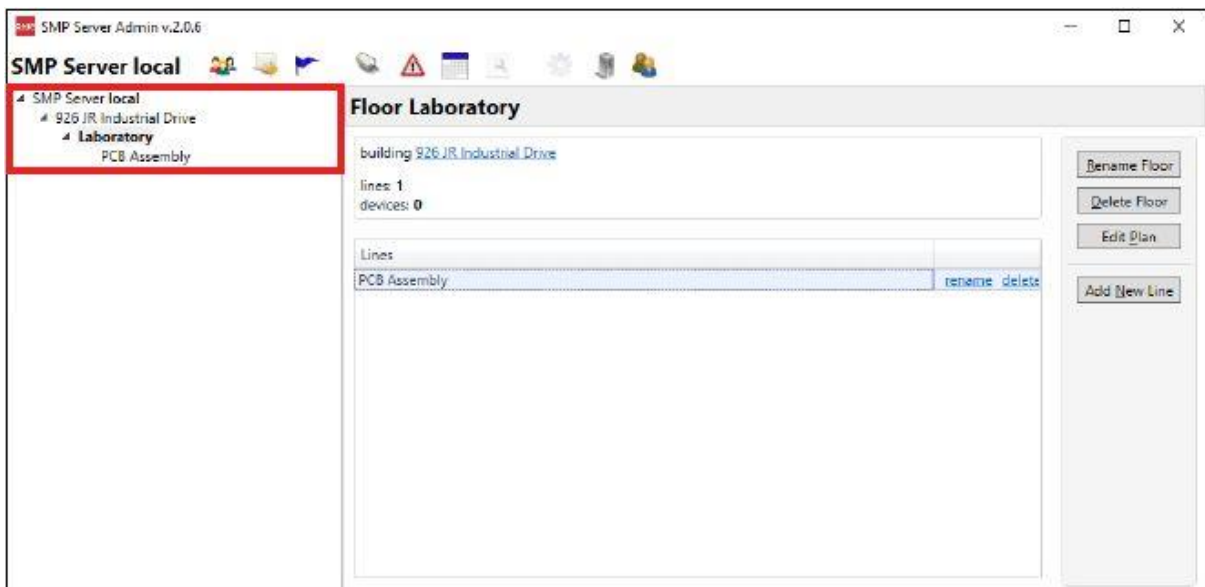 SMP Server Admin v.2.0.6
SMP Server local
SMP Server local
926 JR Industrial Drive
Laboratory
PCB Assembly
Floor Laboratory
building 926 JR Industrial Drive
lines: 1
devices: 0
Lines
PCB Assembly rename delete
Rename Floor
Delete Floor
Edit Plan
Add New Line